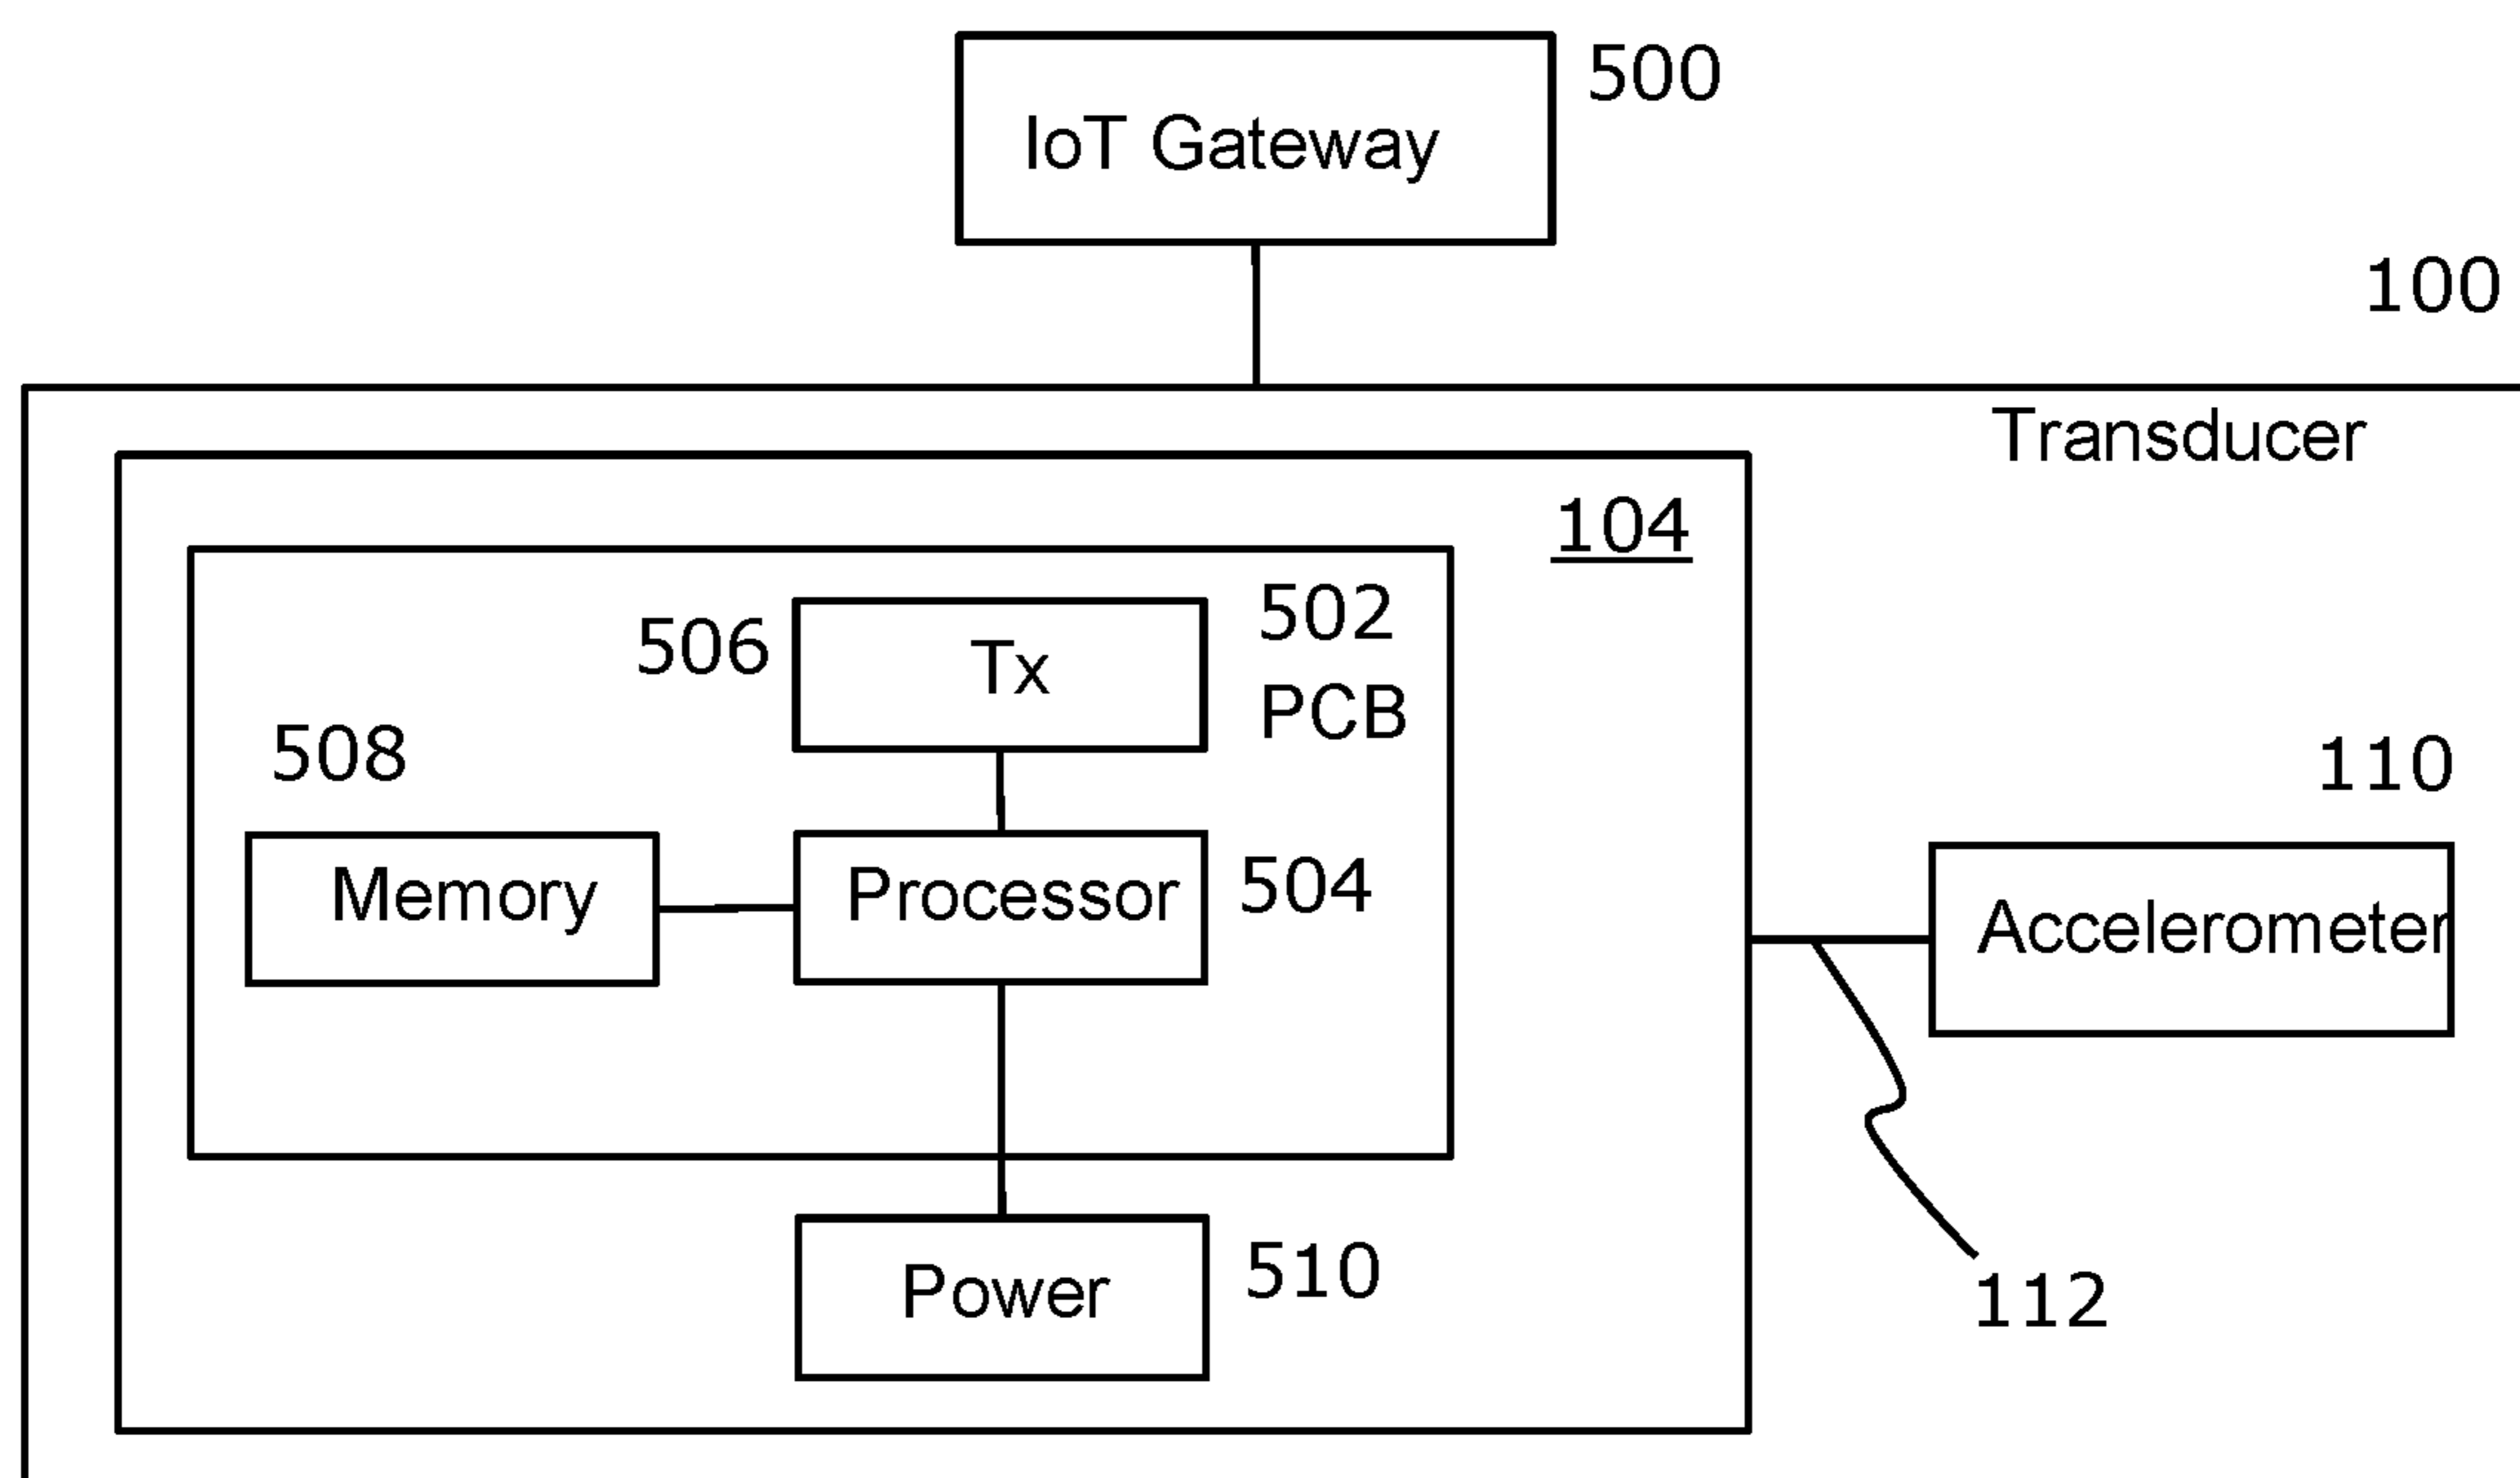 500
IoT Gateway
100
Transducer
104
502
506
Tx
PCB
508
110
Memory
Processor
504
Accelerometer
Power
510
112